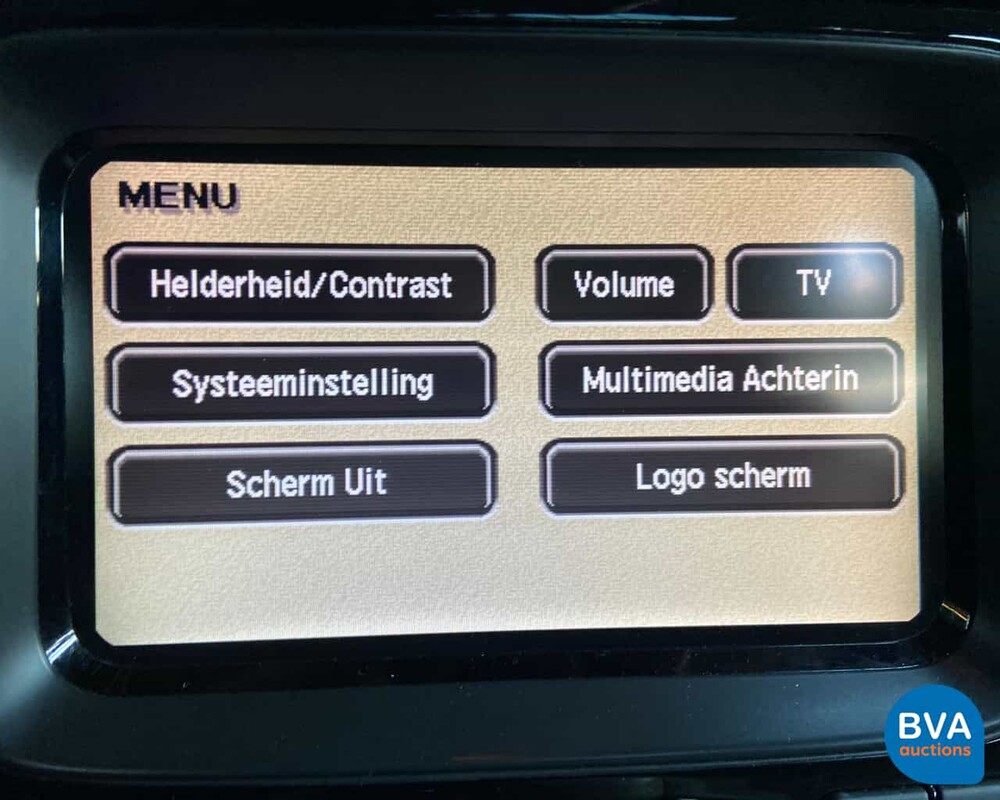 MENU
Helderheid/Contrast
Volume
TV
Systeeminstelling
Multimedia Achterin
Scherm Uit
Logo scherm
BVA
auctions